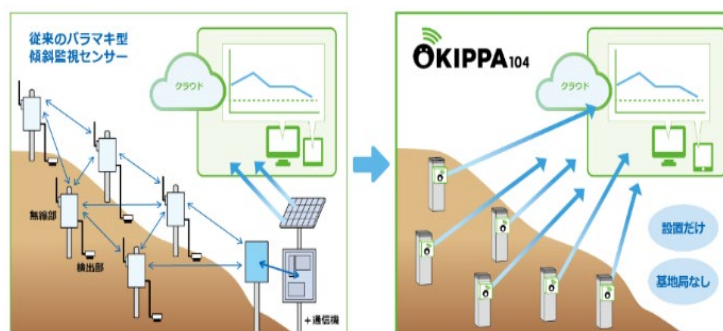 従来のバラマキ型
傾斜監視センサー
クラウド
無線部
検出部
+通信機
OKIPPA104
クラウド
設置だけ
基地局なし